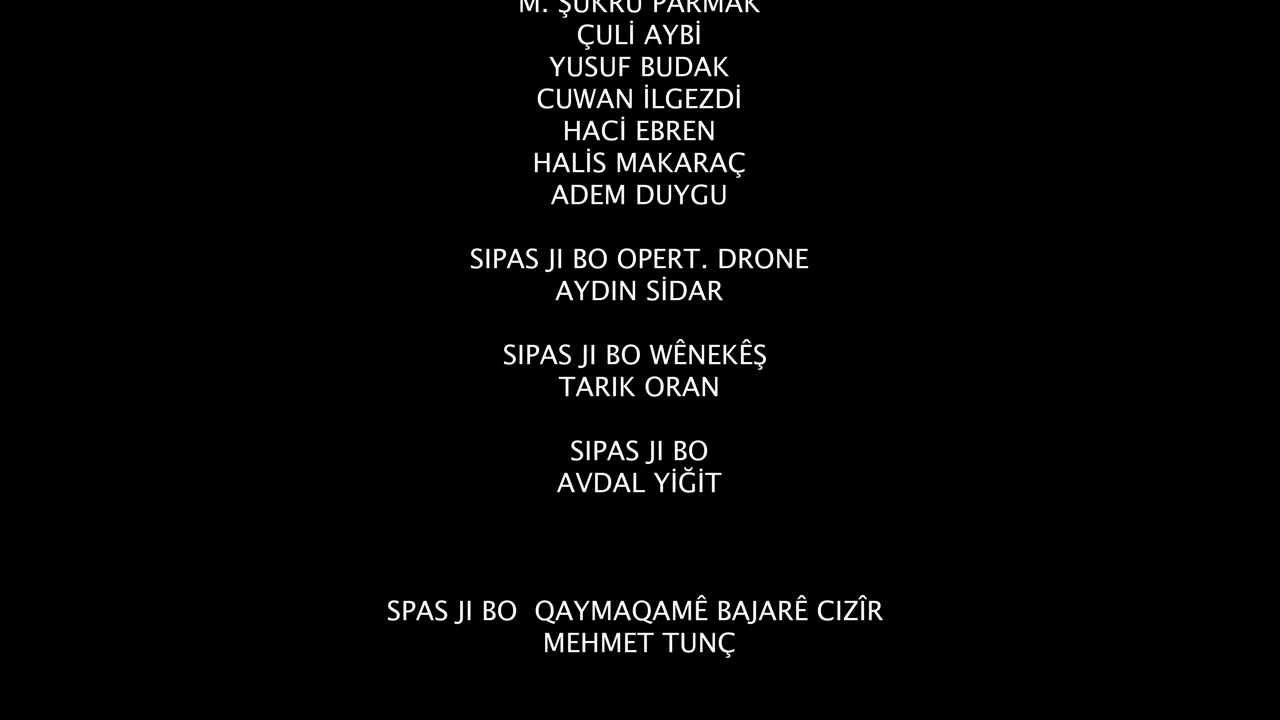 M. ŞÜKRÜ PARMAK
ÇULİ AYBİ
YUSUF BUDAK
CUWAN İLGEZDİ
HACİ EBREN
HALİS MAKARAÇ
ADEM DUYGU
SIPAS JI BO OPERT. DRONE
AYDIN SİDAR
SIPAS JI BO WÊNEKÊŞ
TARIK ORAN
SIPAS JI BO
AVDAL YİĞİT
SPAS JI BO  QAYMAQAMÊ BAJARÊ CIZÎR
MEHMET TUNÇ